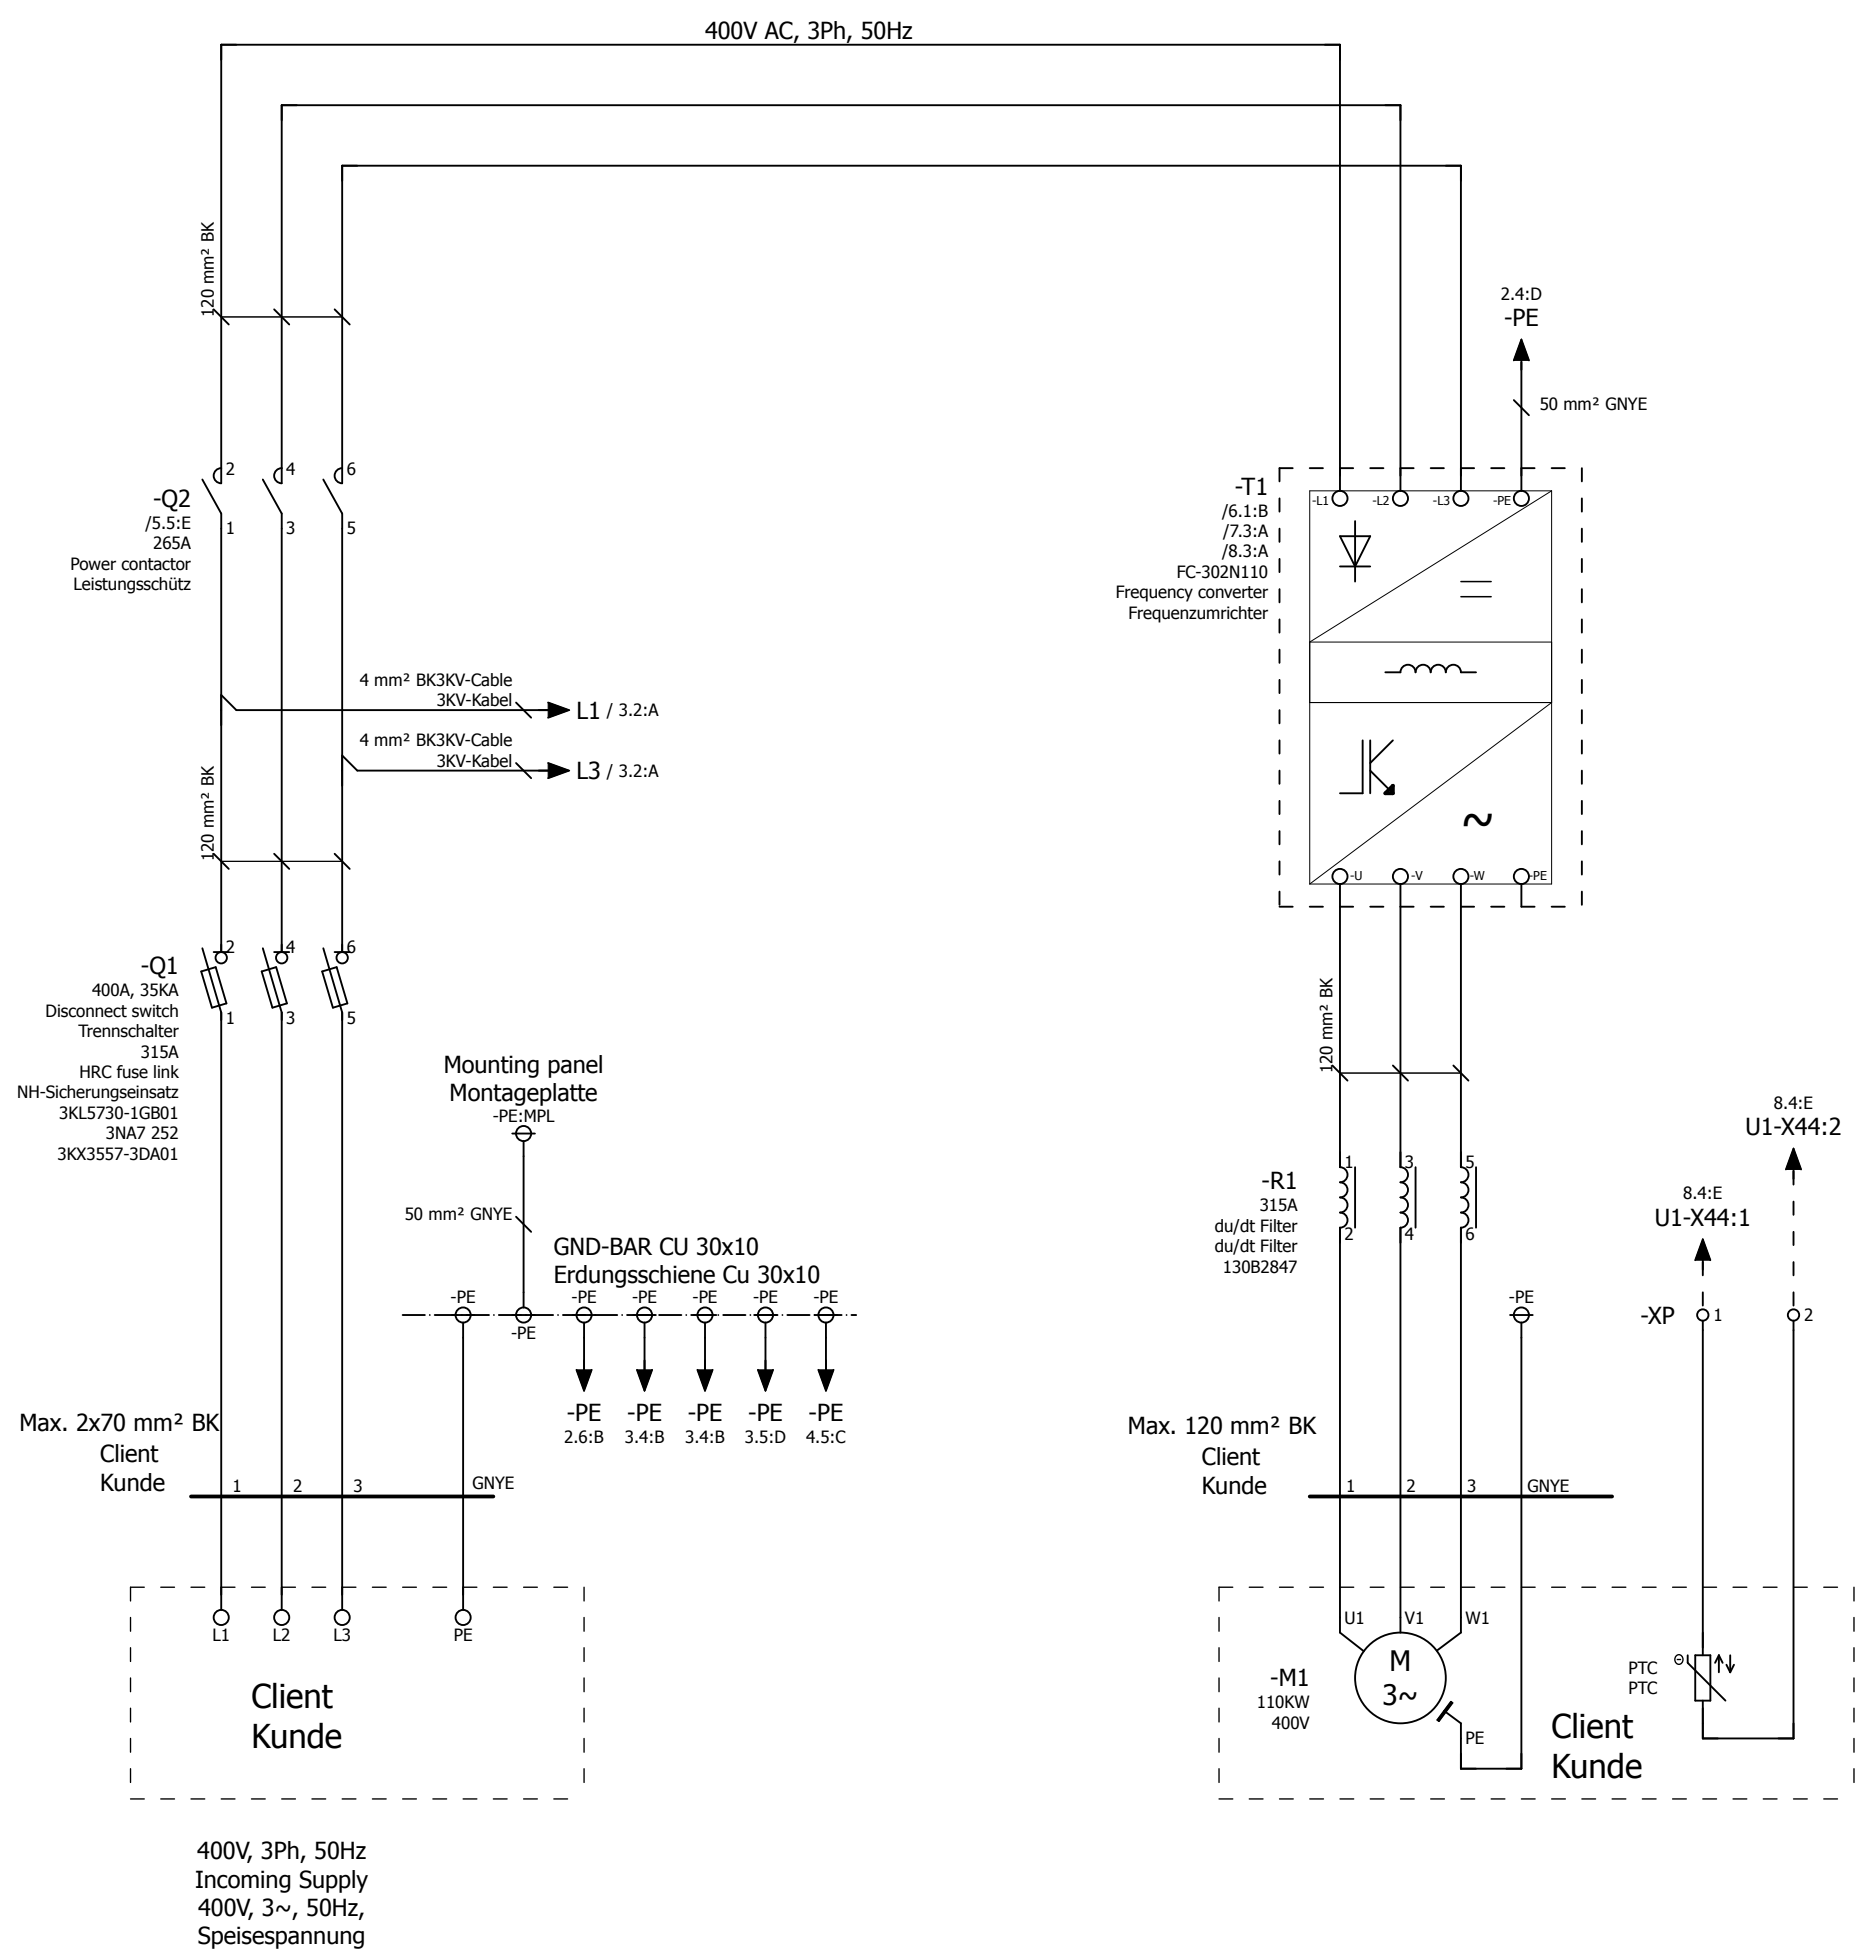 400V AC, 3Ph, 50Hz
120 mm² BK
2.4:D
-PE
50 mm² GNYE
2
4
6
-Q2
/5.5:E
265A
Power contactor
Leistungsschütz
1
3
5
-T1
/6.1:B
/7.3:A
/8.3:A
FC-302N110
Frequency converter
Frequenzumrichter
-L1
-L2
-L3
-PE
4 mm² BK3KV-Cable
3KV-Kabel
L1 / 3.2:A
4 mm² BK3KV-Cable
3KV-Kabel
L3 / 3.2:A
120 mm² BK
~
-U
-V
-W
-PE
2
4
6
-Q1
400A, 35KA
Disconnect switch
Trennschalter
315A
HRC fuse link
NH-Sicherungseinsatz
3KL5730-1GB01
3NA7 252
3KX3557-3DA01
1
3
5
120 mm² BK
Mounting panel
Montageplatte
-PE:MPL
50 mm² GNYE
GND-BAR CU 30x10
Erdungsschiene Cu 30x10
-PE
-PE
-PE
-PE
-PE
-PE
-PE
-PE
2.6:B
-PE
3.4:B
-PE
3.4:B
-PE
3.5:D
-PE
4.5:C
1
3
5
-R1
315A
du/dt Filter
du/dt Filter
130B2847
2
4
6
-PE
8.4:E
U1-X44:2
8.4:E
U1-X44:1
-XP
1
2
Max. 2x70 mm² BK
Client
Kunde
1
2
3
GNYE
Max. 120 mm² BK
Client
Kunde
1
2
3
GNYE
L1
L2
L3
PE
Client
Kunde
U1
V1
W1
M
3~
-M1
110KW
400V
PE
PTC
PTC
Θ
Client
Kunde
400V, 3Ph, 50Hz
Incoming Supply
400V, 3~, 50Hz,
Speisespannung